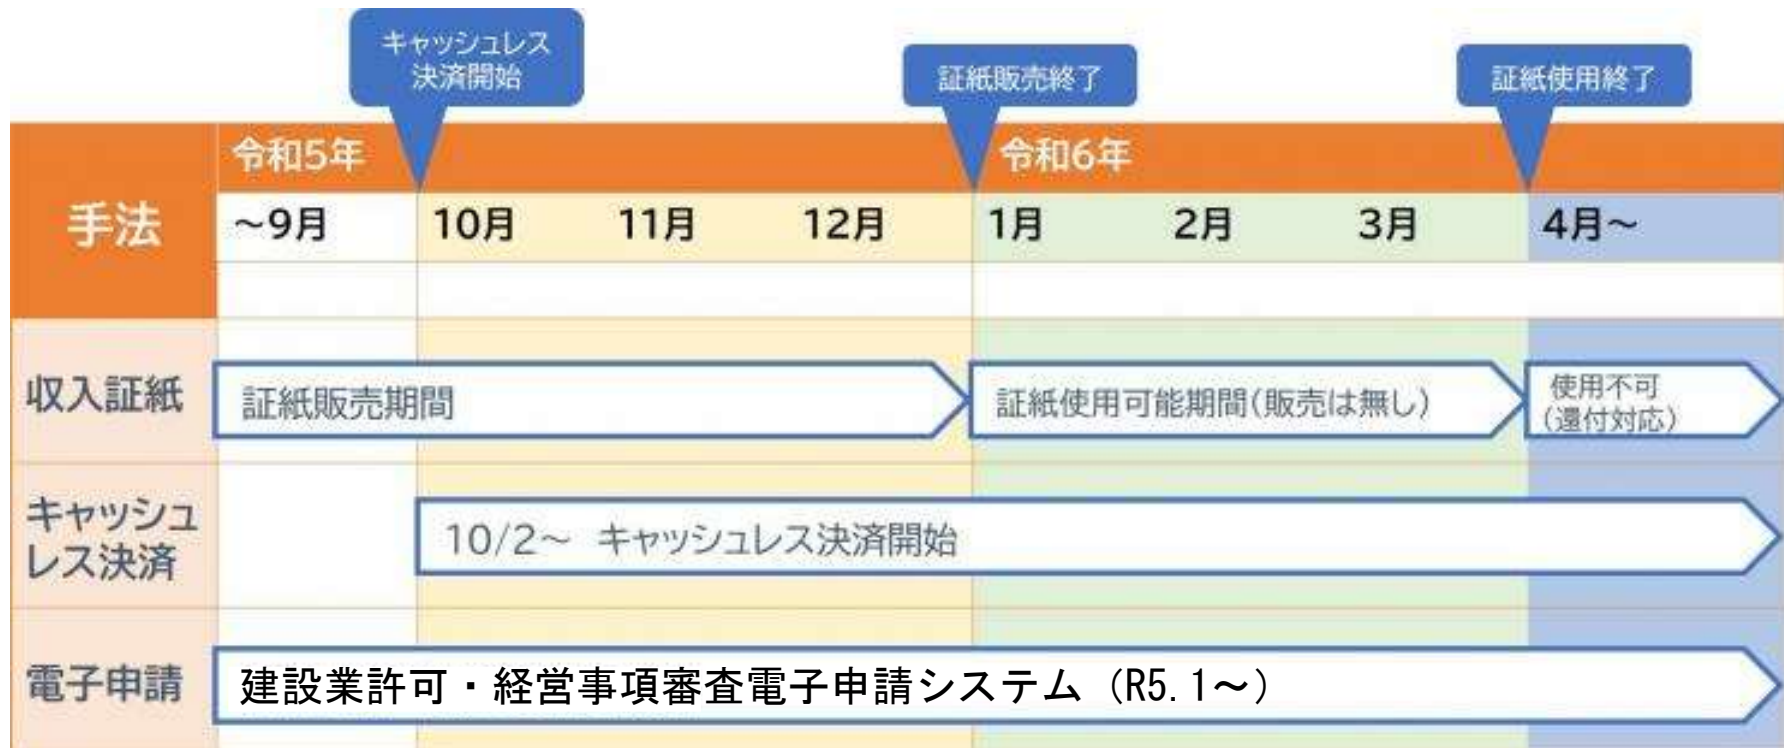 キャッシュレス
決済開始
証紙販売終了
証紙使用終了
手法
令和5年
令和6年
～9月
10月
11月
12月
1月
2月
3月
4月～
収入証紙
証紙販売期間
証紙使用可能期間(販売は無し)
使用不可
(還付対応)
キャッシュ
レス決済
10/2～ キャッシュレス決済開始
電子申請
建設業許可・経営事項審査電子申請システム（R5.1～）